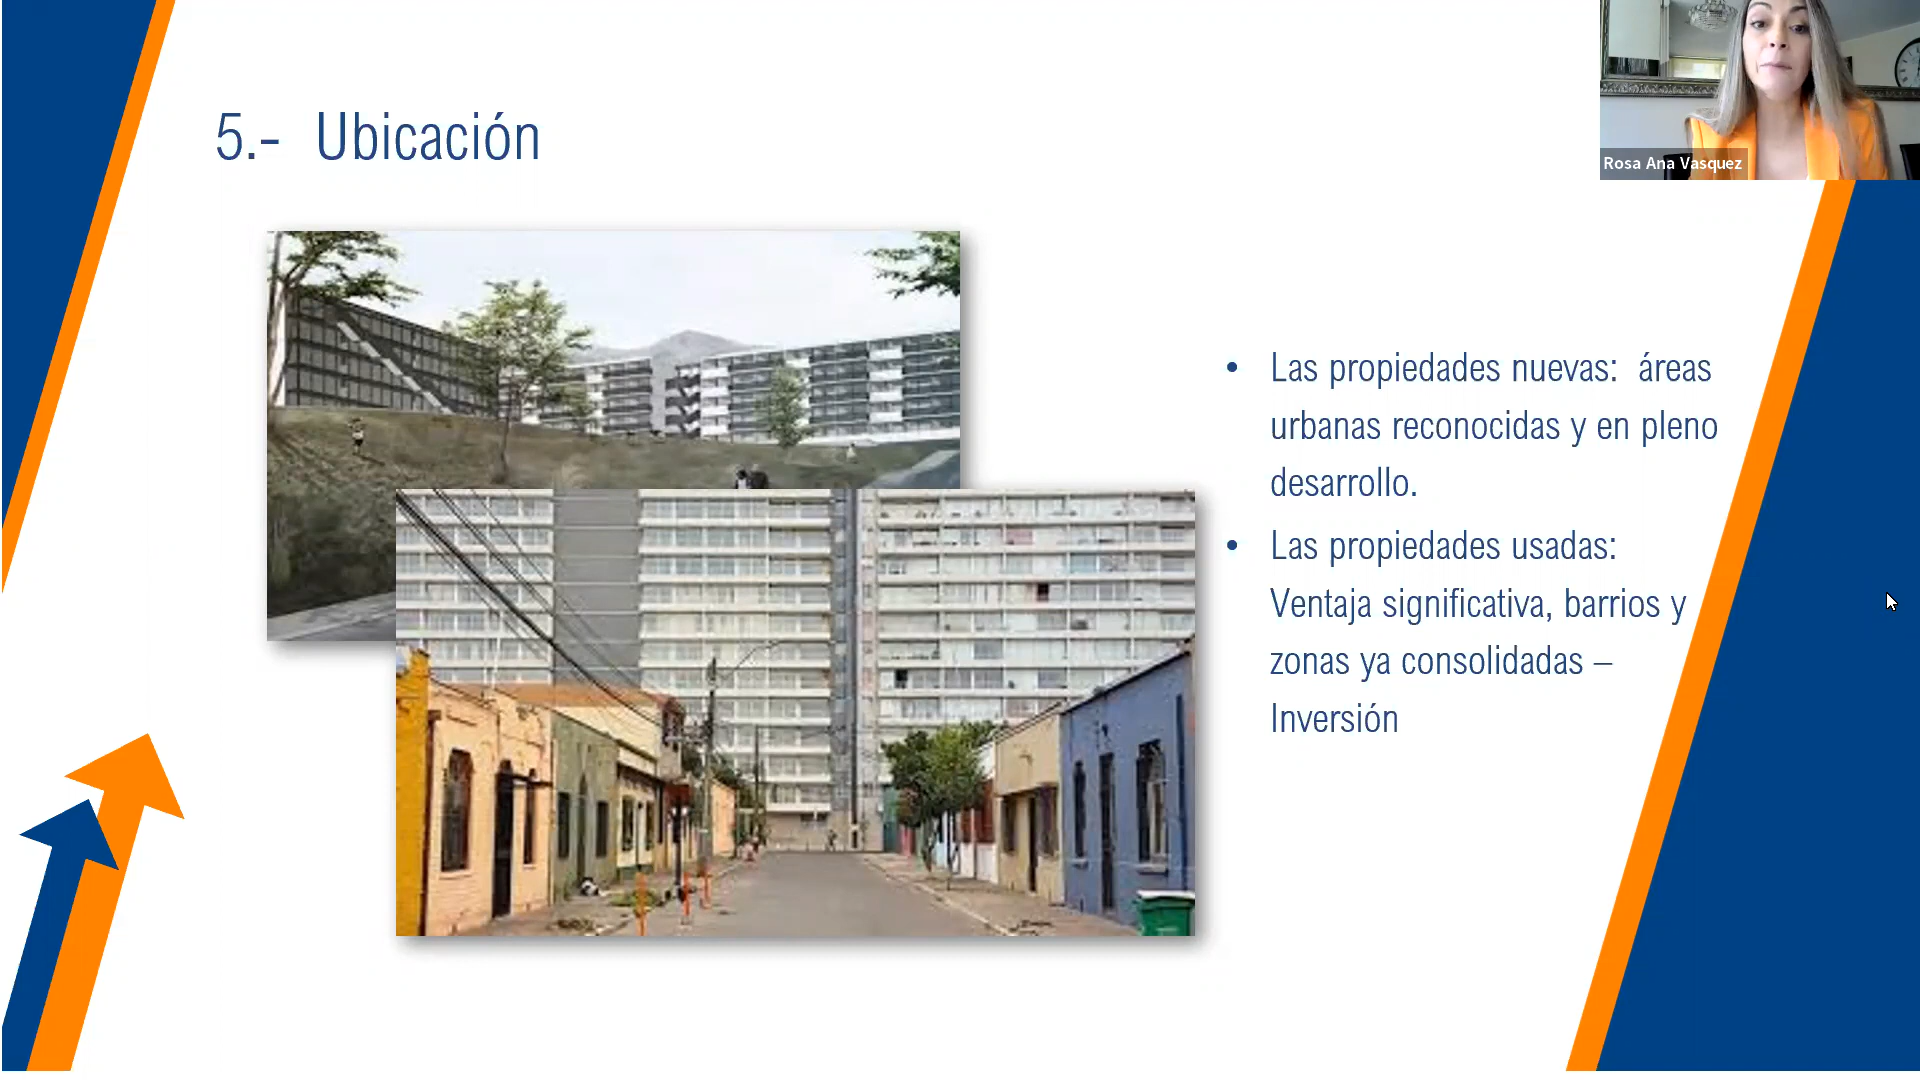 Rosa Ana Vasquez
5.- Ubicación
• Las propiedades nuevas: áreas
urbanas reconocidas y en pleno
desarrollo.
• Las propiedades usadas:
Ventaja significativa, barrios y
zonas ya consolidadas –
Inversión